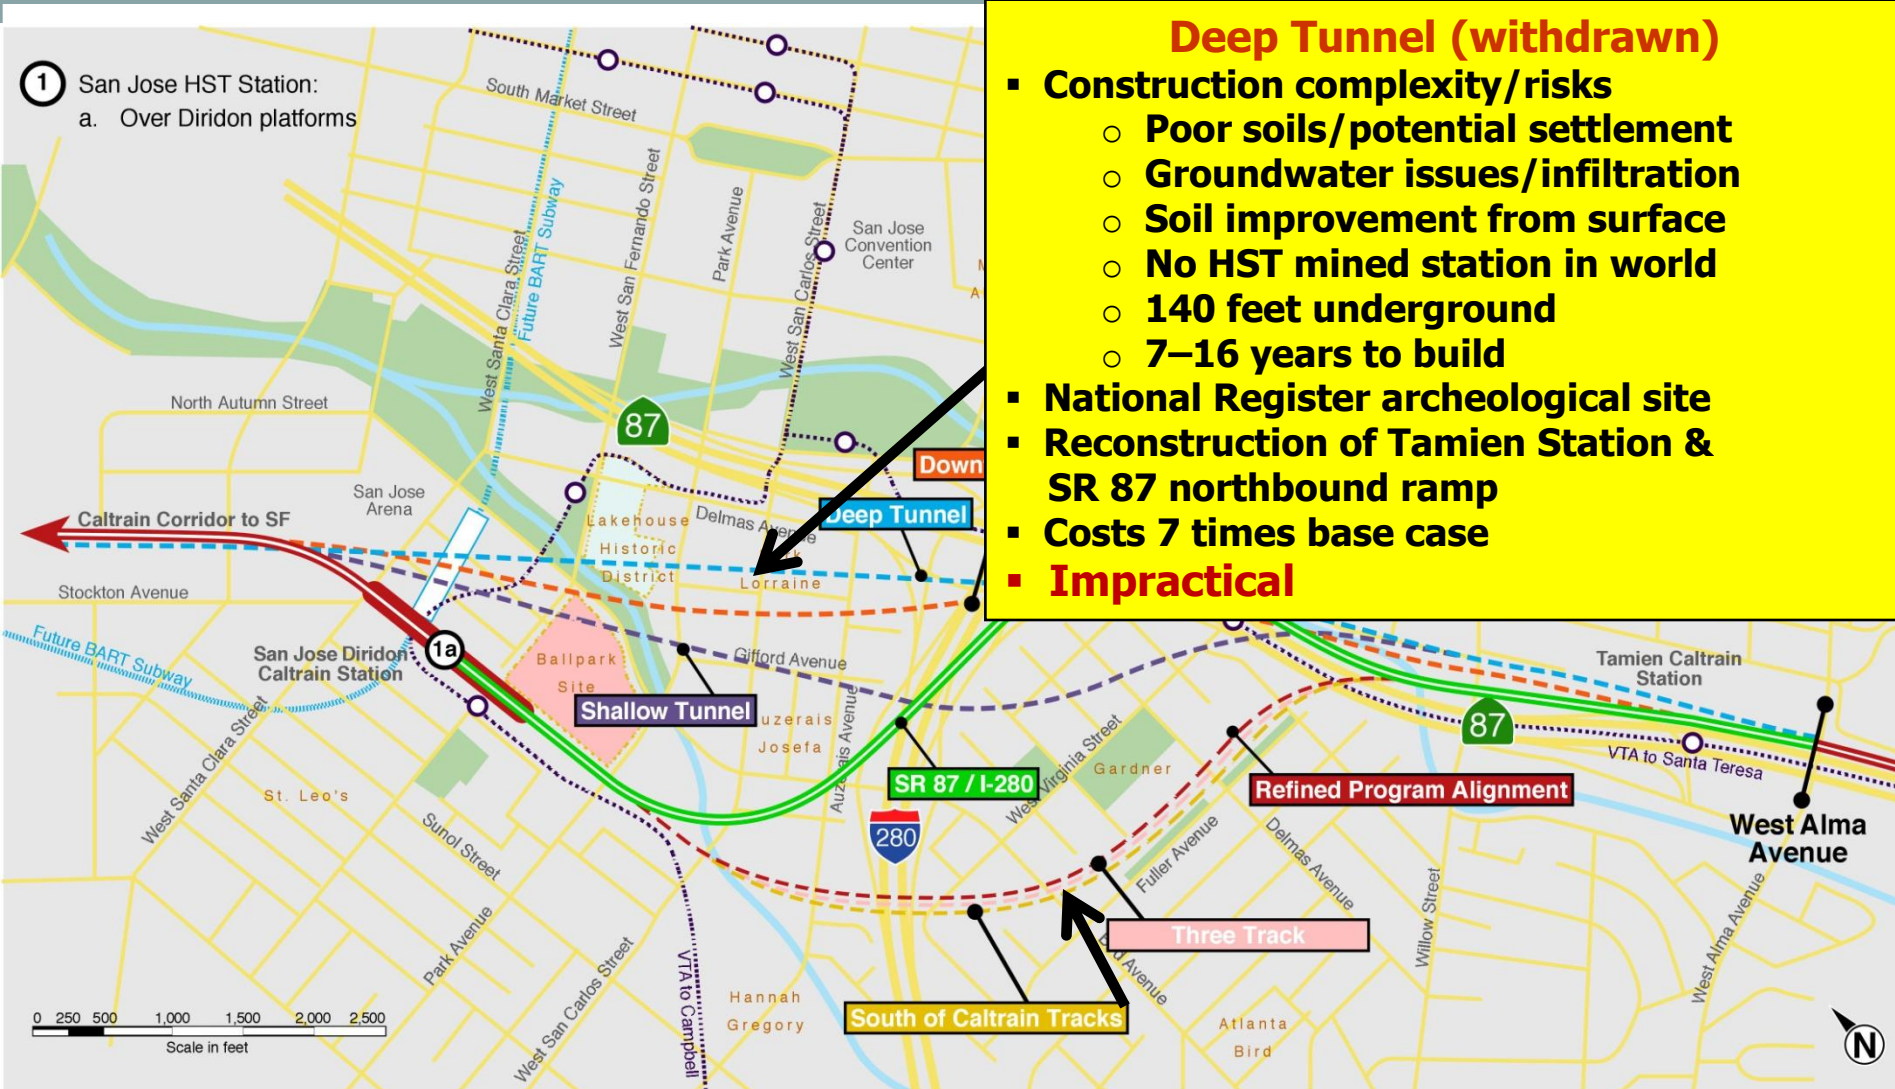 Deep Tunnel (withdrawn)
▪ Construction complexity/risks
o Poor soils/potential settlement
o Groundwater issues/infiltration
o Soil improvement from surface
o No HST mined station in world
o 140 feet underground
o 7–16 years to build
▪ National Register archeological site
▪ Reconstruction of Tamien Station &
SR 87 northbound ramp
▪ Costs 7 times base case
▪ Impractical
1 San Jose HST Station:
a. Over Diridon platforms
South Market Street
Future BART Subway
West Santa Clara Street
West San Fernando Street
Park Avenue
West San Carlos Street
San Jose
Convention
Center
North Autumn Street
87
San Jose
Arena
Caltrain Corridor to SF
Lakehouse
Historic
District
Delmas Avenue
Lorraine
Down
Deep Tunnel
Stockton Avenue
Future BART Subway
San Jose Diridon
Caltrain Station
1a
Ballpark
Site
Gifford Avenue
Shallow Tunnel
Josefa
Auzerais Avenue
SR 87 / I-280
280
West Virginia Street
Gardner
Refined Program Alignment
Tamien Caltrain
Station
87
VTA to Santa Teresa
West Alma
Avenue
West Santa Clara Street
St. Leo's
Sunol Street
Park Avenue
West San Carlos Street
VTA to Campbell
Hannah
Gregory
Fuller Avenue
Delmas Avenue
Willow Street
West Alma Avenue
Three Track
Avenue
South of Caltrain Tracks
Atlanta
Bird
0 250 500 1,000 1,500 2,000 2,500
Scale in feet
N